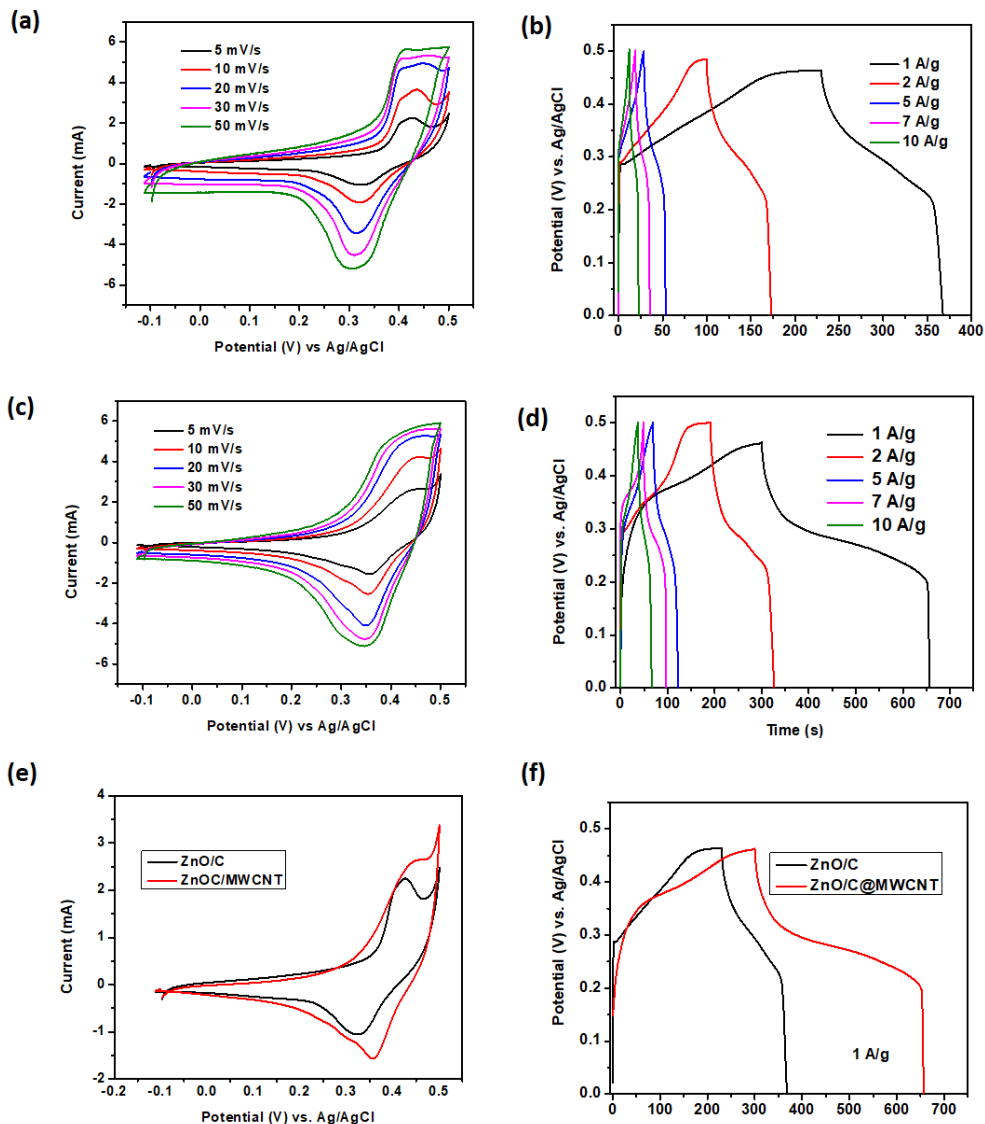 (a)
5 mV/s
10 mV/s
20 mV/s
30 mV/s
50 mV/s
6
4
2
0
-2
-4
-6
Current (mA)
-0.1 0.0 0.1 0.2 0.3 0.4 0.5
Potential (V) vs Ag/AgCl
(b)
1 A/g
2 A/g
5 A/g
7 A/g
10 A/g
0.5
0.4
0.3
0.2
0.1
0.0
Potential (V) vs. Ag/AgCl
0 50 100 150 200 250 300 350 400
(c)
5 mV/s
10 mV/s
20 mV/s
30 mV/s
50 mV/s
6
4
2
0
-2
-4
-6
Current (mA)
-0.1 0.0 0.1 0.2 0.3 0.4 0.5
Potential (V) vs Ag/AgCl
(d)
1 A/g
2 A/g
5 A/g
7 A/g
10 A/g
0.5
0.4
0.3
0.2
0.1
0.0
Potential (V) vs. Ag/AgCl
0 100 200 300 400 500 600 700
Time (s)
(e)
ZnO/C
ZnOC/MWCNT
4
3
2
1
0
-1
-2
Current (mA)
-0.2 -0.1 0.0 0.1 0.2 0.3 0.4 0.5
Potential (V) vs. Ag/AgCl
(f)
ZnO/C
ZnO/C@MWCNT
1 A/g
0.5
0.4
0.3
0.2
0.1
0.0
Potential (V) vs. Ag/AgCl
0 100 200 300 400 500 600 700